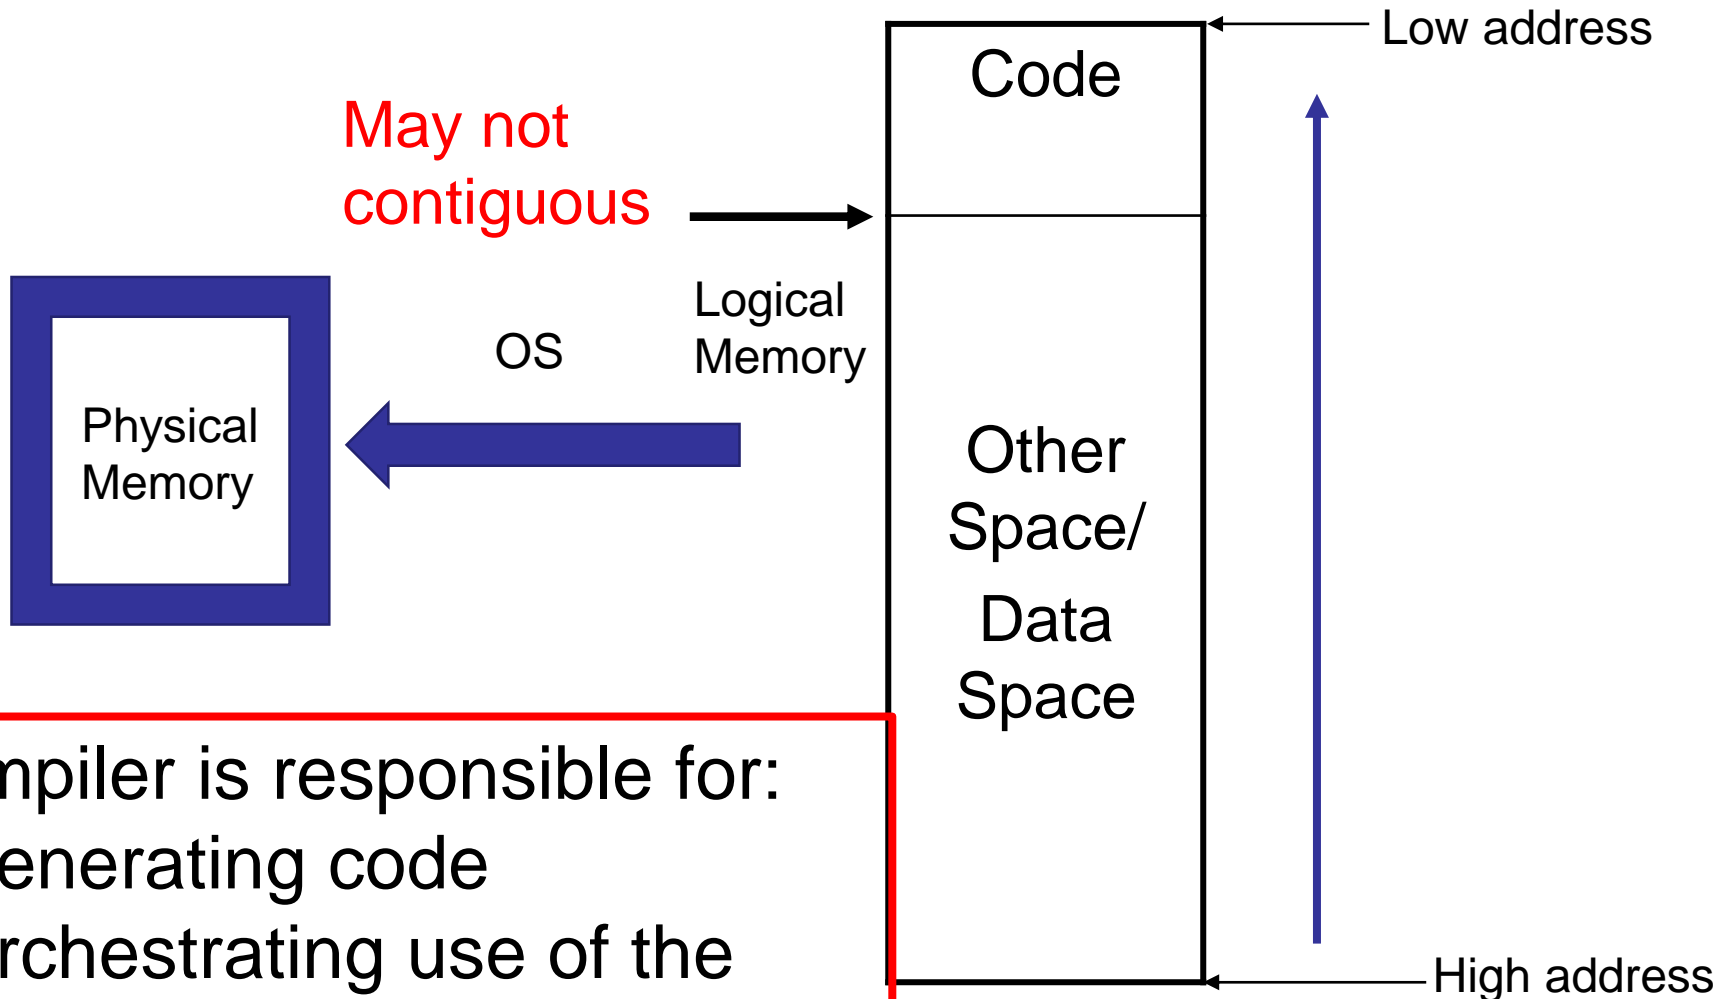 Low address
Code
May not
contiguous
Logical
Memory
OS
Physical
Memory
Other
Space/
Data
Space
mpiler is responsible for:
enerating code
rchestrating use of the
High address